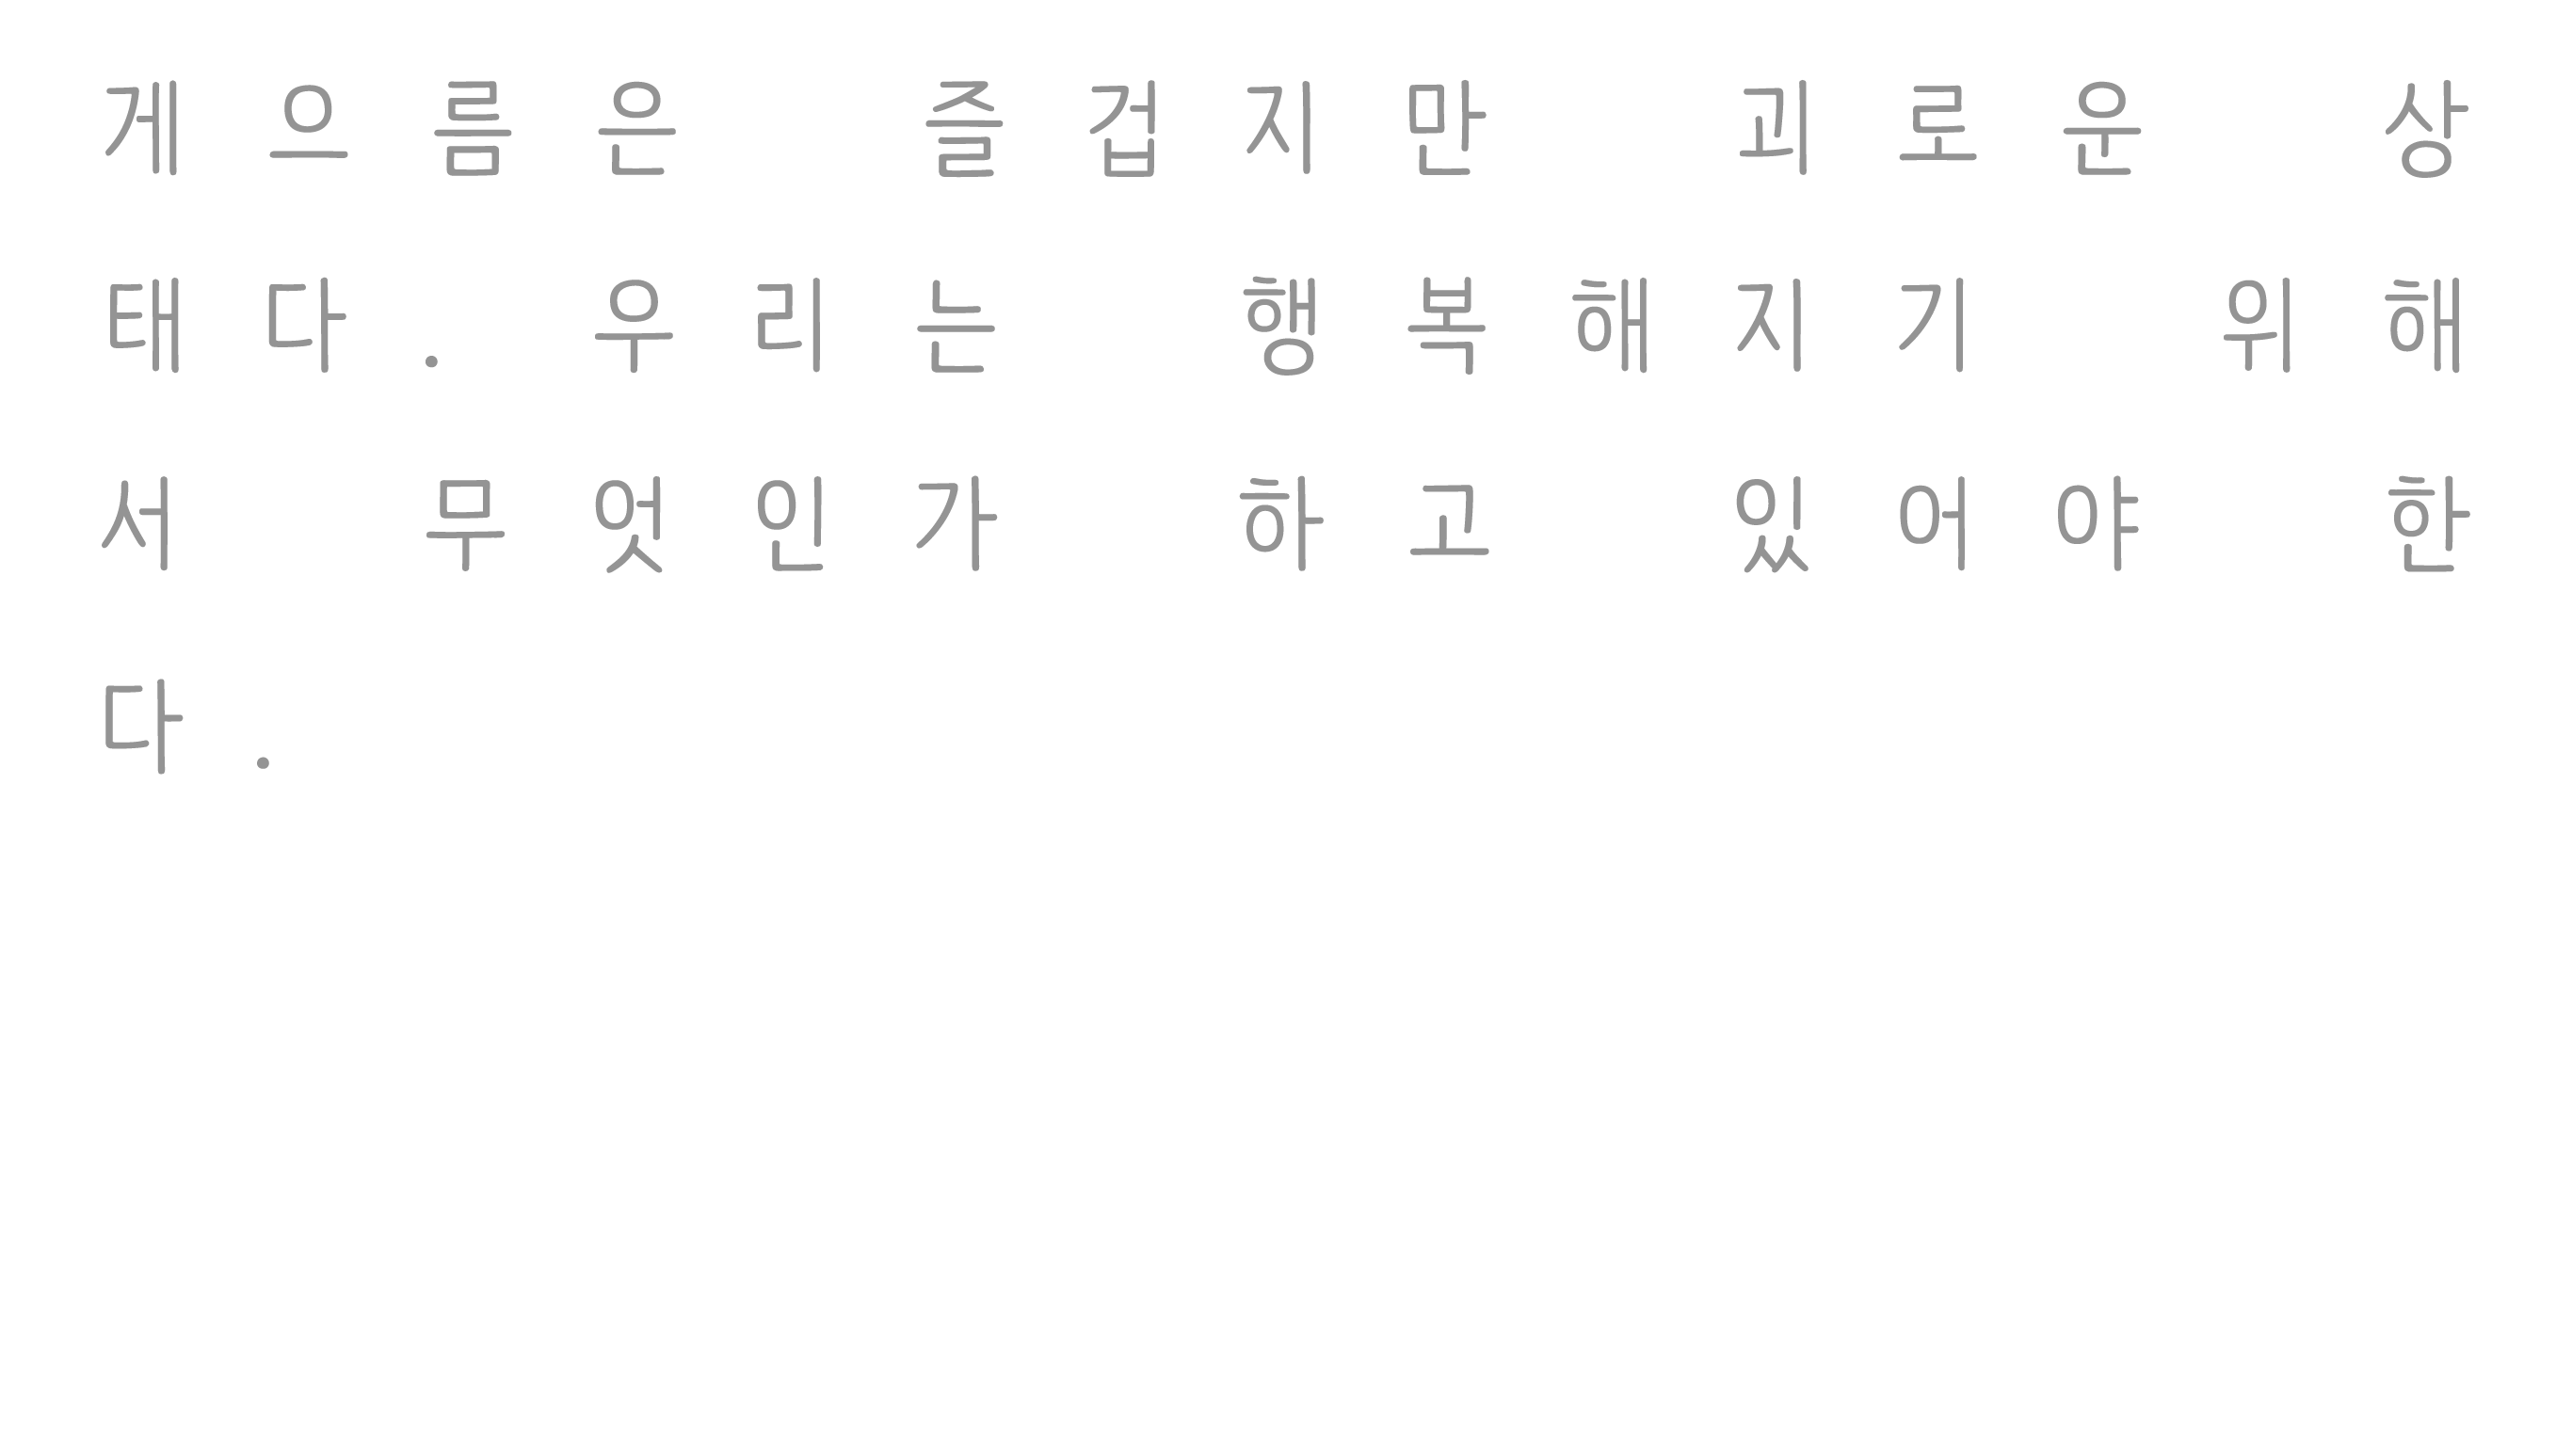 게으름은 즐겁지만 괴로운 상
태다. 우리는 행복해지기 위해
서 무엇인가 하고 있어야 한
다.